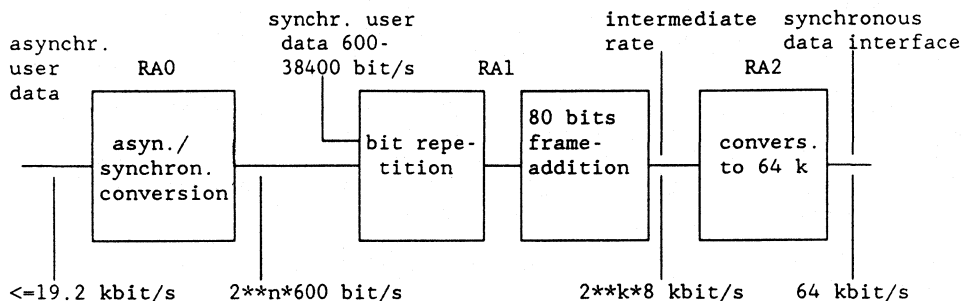 asynchr.
user
data
RA0
synchr. user
data 600-
38400 bit/s
RA1
intermediate
rate
synchronous
data interface
RA2
asyn./
synchron.
conversion
bit repe-
tition
80 bits
frame-
addition
convers.
to 64 k
<=19.2 kbit/s
2**n*600 bit/s
2**k*8 kbit/s
64 kbit/s